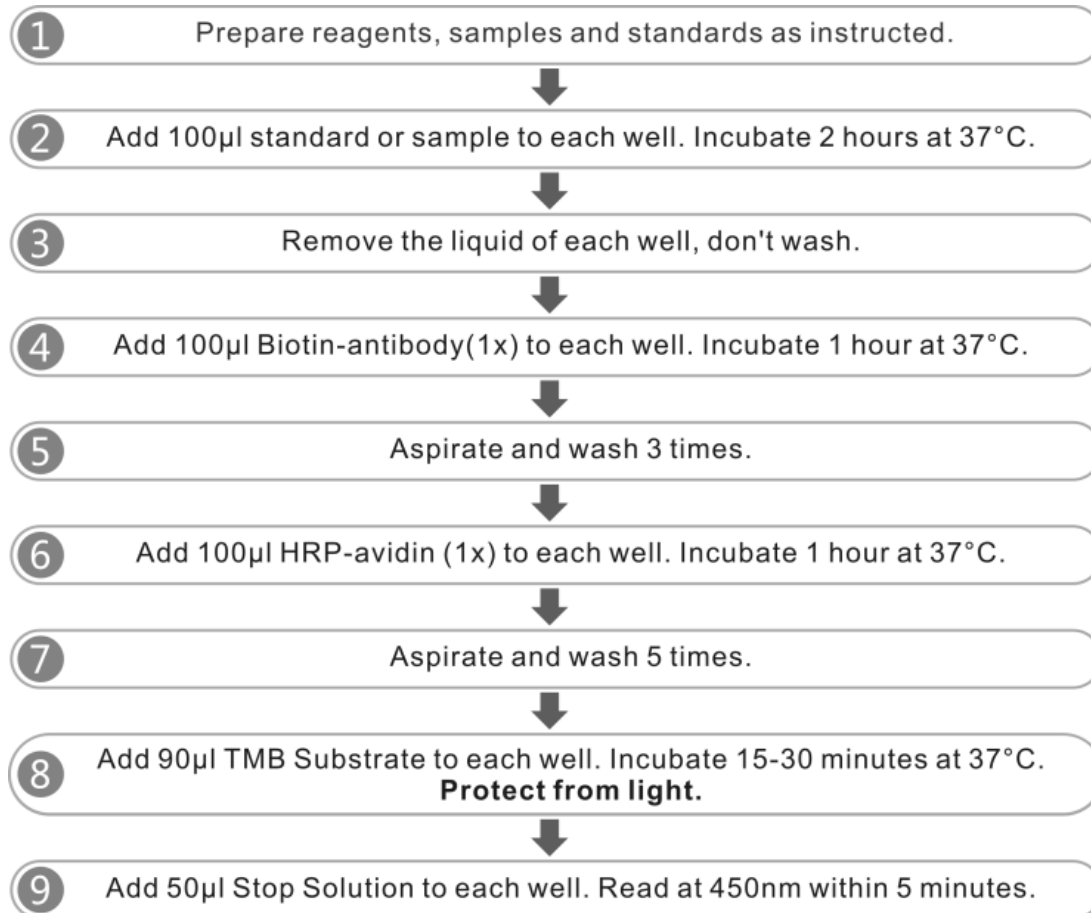 1 Prepare reagents, samples and standards as instructed.
2 Add 100µl standard or sample to each well. Incubate 2 hours at 37°C.
3 Remove the liquid of each well, don't wash.
4 Add 100µl Biotin-antibody(1x) to each well. Incubate 1 hour at 37°C.
5 Aspirate and wash 3 times.
6 Add 100µl HRP-avidin (1x) to each well. Incubate 1 hour at 37°C.
7 Aspirate and wash 5 times.
8 Add 90µl TMB Substrate to each well. Incubate 15-30 minutes at 37°C.
Protect from light.
9 Add 50µl Stop Solution to each well. Read at 450nm within 5 minutes.